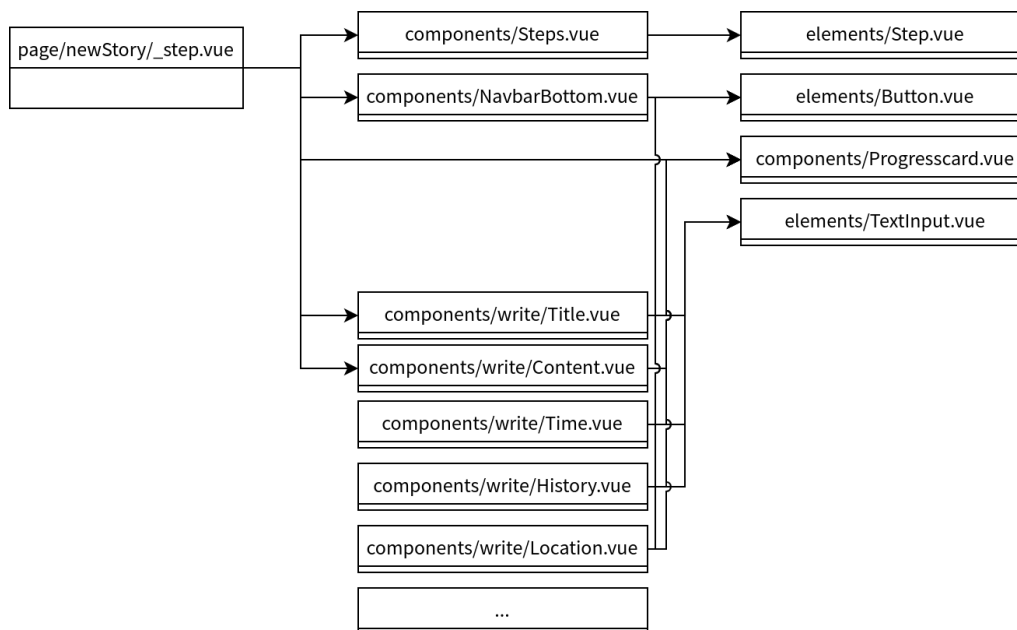 page/newStory/_step.vue
components/Steps.vue
elements/Step.vue
components/NavbarBottom.vue
elements/Button.vue
components/Progresscard.vue
elements/TextInput.vue
components/write/Title.vue
components/write/Content.vue
components/write/Time.vue
components/write/History.vue
components/write/Location.vue
...